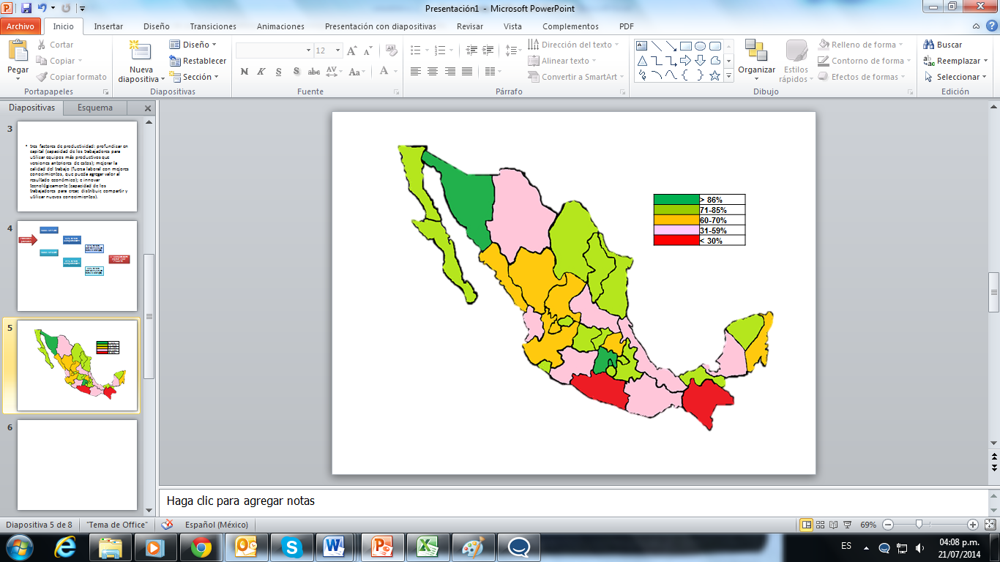 Presentación1 - Microsoft PowerPoint
Archivo Inicio Insertar Diseño Transiciones Animaciones Presentación con diapositivas Revisar Vista Complementos PDF
Pegar
Cortar
Copiar
Copiar formato
Portapapeles
Nueva diapositiva
Diseño
Restablecer
Sección
Diapositivas
12
N K S S abc AV Aa A
Fuente
Dirección del texto
Alinear texto
Convertir a SmartArt
Párrafo
Organizar
Estilos rápidos
Relleno de forma
Contorno de forma
Efectos de formas
Dibujo
Buscar
Reemplazar
Seleccionar
Edición
Diapositivas Esquema
3
tres factores de productividad: profundizar en
capital (capacidad de los trabajadores para
utilizar equipos más productivos que
versiones anteriores de estos); mejorar la
calidad del trabajo (fuerza laboral con mejores
conocimientos, que pueda agregar valor al
resultado económico); e innovar
tecnológicamente (capacidad de los
trabajadores para crear, distribuir, compartir y
utilizar nuevos conocimientos).
4
5
6
> 86%
71-85%
60-70%
31-59%
< 30%
Haga clic para agregar notas
Diapositiva 5 de 8 "Tema de Office" Español (México) 69%
ES 04:08 p.m.
21/07/2014